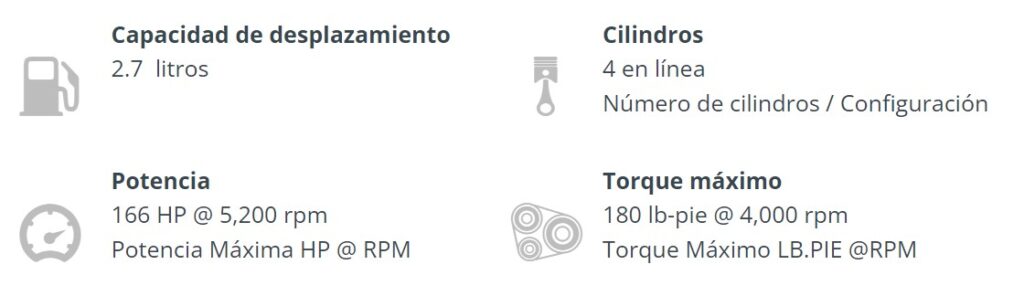 Capacidad de desplazamiento
2.7 litros
Cilindros
4 en línea
Número de cilindros / Configuración
Potencia
166 HP @ 5,200 rpm
Potencia Máxima HP @ RPM
Torque máximo
180 lb-pie @ 4,000 rpm
Torque Máximo LB.PIE @RPM